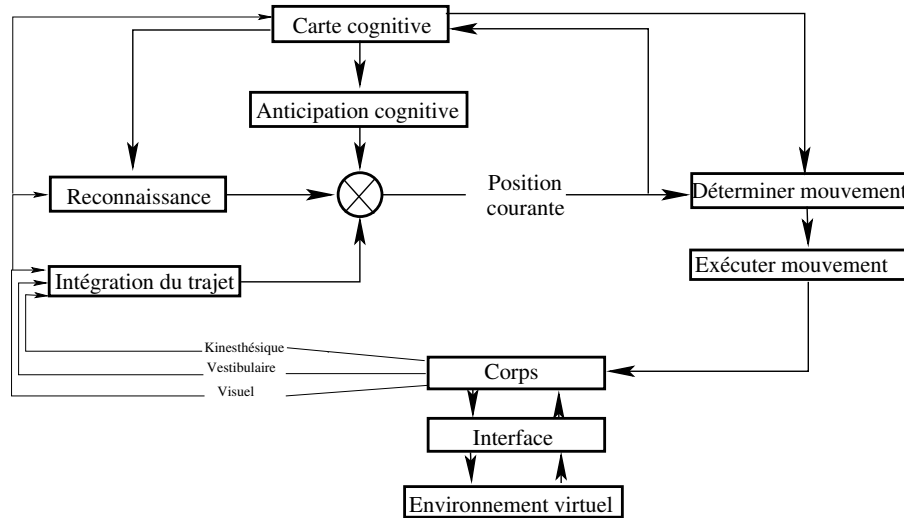 Carte cognitive
Anticipation cognitive
Reconnaissance
Position
courante
Déterminer mouvement
Intégration du trajet
Exécuter mouvement
Kinesthésique
Vestibulaire
Visuel
Corps
Interface
Environnement virtuel